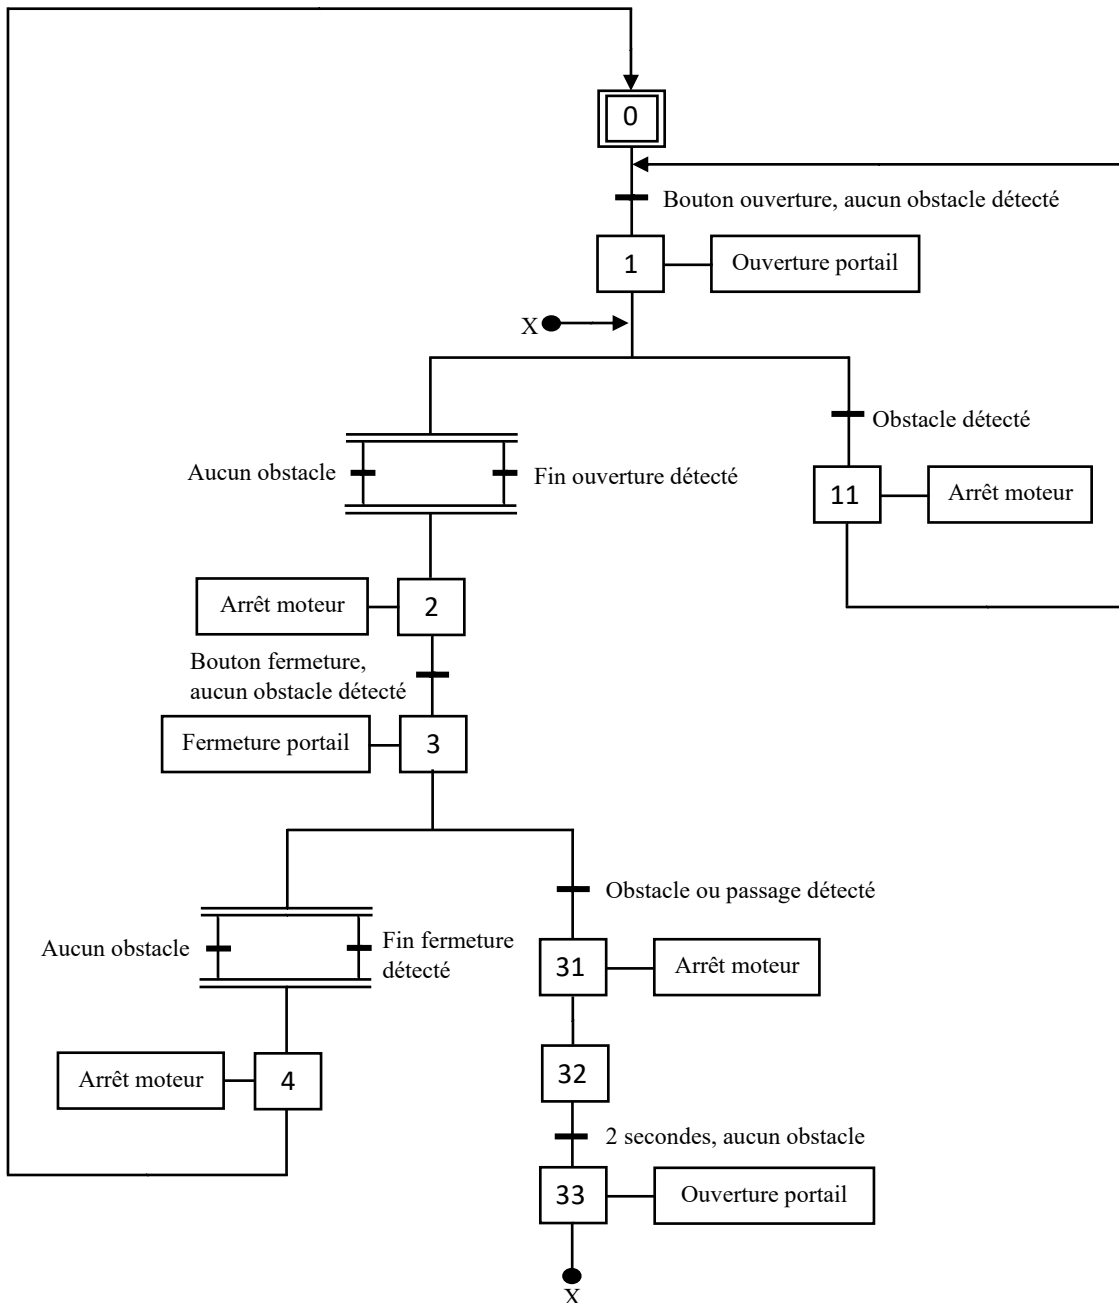 0
Bouton ouverture, aucun obstacle détecté
1
Ouverture portail
X
Obstacle détecté
Aucun obstacle
Fin ouverture détecté
11
Arrêt moteur
Arrêt moteur
2
Bouton fermeture,
aucun obstacle détecté
Fermeture portail
3
Obstacle ou passage détecté
Aucun obstacle
Fin fermeture
détecté
31
Arrêt moteur
32
Arrêt moteur
4
2 secondes, aucun obstacle
33
Ouverture portail
X